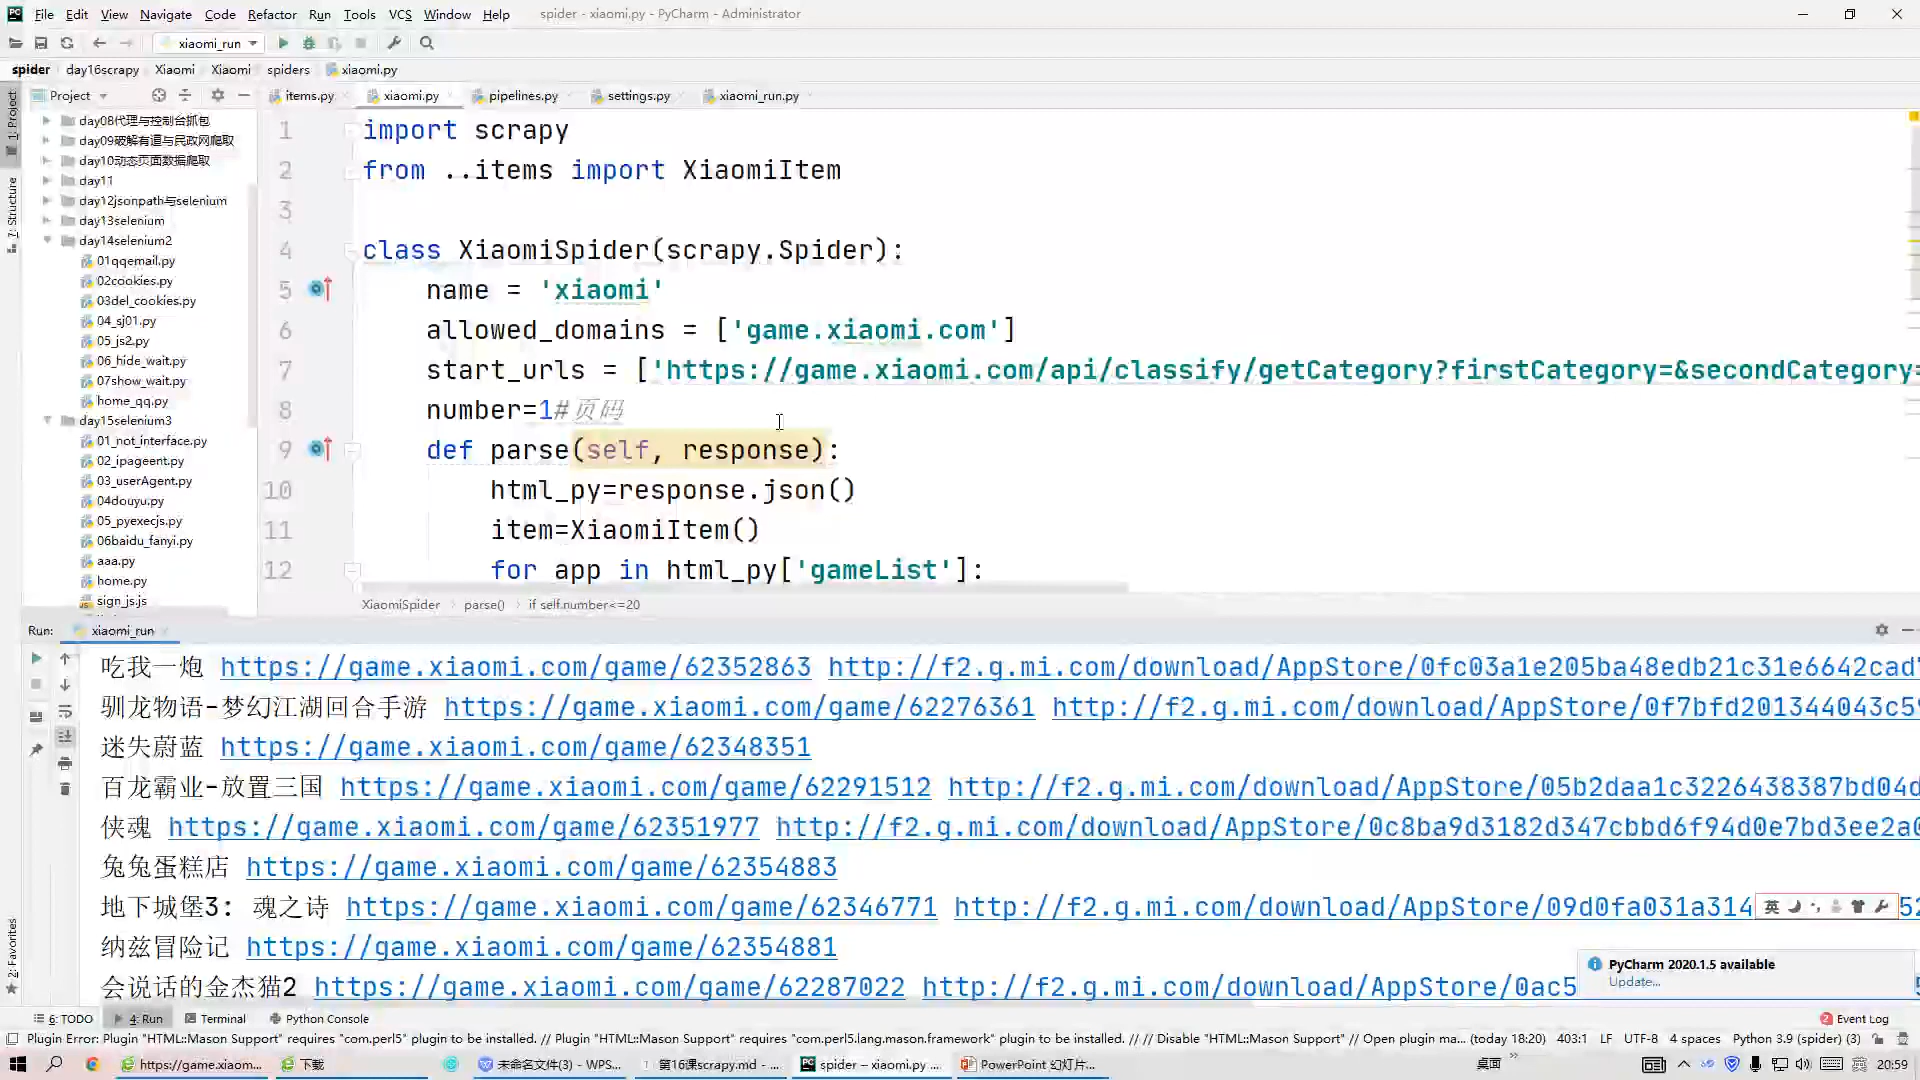 File Edit View Navigate Code Refactor Run Tools VCS Window Help spider - xiaomi.py - PyCharm - Administrator
xiaomi_run
spider day16scrapy Xiaomi Xiaomi spiders xiaomi.py
Project items.py xiaomi.py pipelines.py settings.py xiaomi_run.py
1: Project
7: Structure
2: Favorites
day08代理与控制台抓包
day09破解有道与民政网爬取
day10动态页面数据爬取
day11
day12jsonpath与selenium
day13selenium
day14selenium2
01qqemail.py
02cookies.py
03del_cookies.py
04_sj01.py
05_js2.py
06_hide_wait.py
07show_wait.py
home_qq.py
day15selenium3
01_not_interface.py
02_ipageent.py
03_userAgent.py
04douyu.py
05_pyexecjs.py
06baidu_fanyi.py
aaa.py
home.py
sign_js.js
1 import scrapy
2 from ..items import XiaomiItem
3
4 class XiaomiSpider(scrapy.Spider):
5 name = 'xiaomi'
6 allowed_domains = ['game.xiaomi.com']
7 start_urls = ['https://game.xiaomi.com/api/classify/getCategory?firstCategory=&secondCategory=
8 number=1#页码
9 def parse(self, response):
10 html_py=response.json()
11 item=XiaomiItem()
12 for app in html_py['gameList']:
XiaomiSpider parse() if self.number<=20
Run: xiaomi_run
吃我一炮 https://game.xiaomi.com/game/62352863 http://f2.g.mi.com/download/AppStore/0fc03a1e205ba48edb21c31e6642cad
驯龙物语-梦幻江湖回合手游 https://game.xiaomi.com/game/62276361 http://f2.g.mi.com/download/AppStore/0f7bfd201344043c5
迷失蔚蓝 https://game.xiaomi.com/game/62348351
百龙霸业-放置三国 https://game.xiaomi.com/game/62291512 http://f2.g.mi.com/download/AppStore/05b2daa1c3226438387bd04d
侠魂 https://game.xiaomi.com/game/62351977 http://f2.g.mi.com/download/AppStore/0c8ba9d3182d347cbbd6f94d0e7bd3ee2a0
兔兔蛋糕店 https://game.xiaomi.com/game/62354883
地下城堡3: 魂之诗 https://game.xiaomi.com/game/62346771 http://f2.g.mi.com/download/AppStore/09d0fa031a314 英
纳兹冒险记 https://game.xiaomi.com/game/62354881
会说话的金杰猫2 https://game.xiaomi.com/game/62287022 http://f2.g.mi.com/download/AppStore/0ac5
PyCharm 2020.1.5 available
Update...
6: TODO 4: Run Terminal Python Console 2 Event Log
Plugin Error: Plugin "HTML::Mason Support" requires "com.perl5" plugin to be installed. // Plugin "HTML::Mason Support" requires "com.perl5.lang.mason.framework" plugin to be installed. // // Disable "HTML::Mason Support" // Open plugin ma... (today 18:20) 403:1 LF UTF-8 4 spaces Python 3.9 (spider) (3)
https://game.xiaom... 下载 未命名文件(3) - WPS... 第16课scrapy.md - ... spider – xiaomi.py ... PowerPoint 幻灯片... 桌面 英 20:59